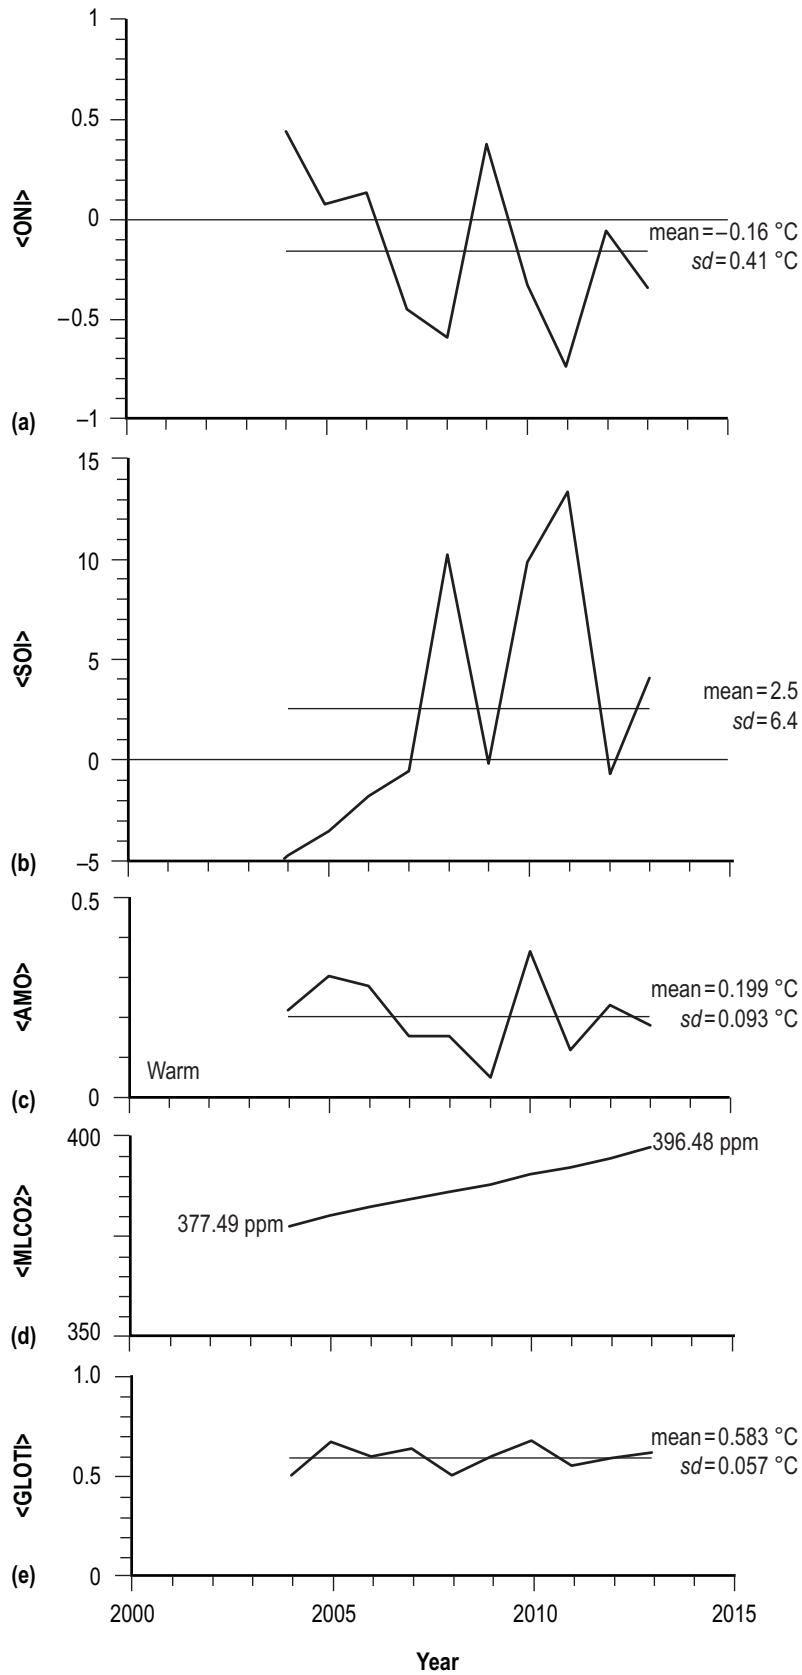 1
0.5
0
–0.5
–1
<ONI>
mean=–0.16 °C
sd=0.41 °C
(a)
15
10
5
0
–5
<SOI>
mean=2.5
sd=6.4
(b)
0.5
0
<AMO>
mean=0.199 °C
sd=0.093 °C
Warm
(c)
400
350
<MLCO2>
396.48 ppm
377.49 ppm
(d)
1.0
0.5
0
<GLOTI>
mean=0.583 °C
sd=0.057 °C
(e)
2000 2005 2010 2015
Year